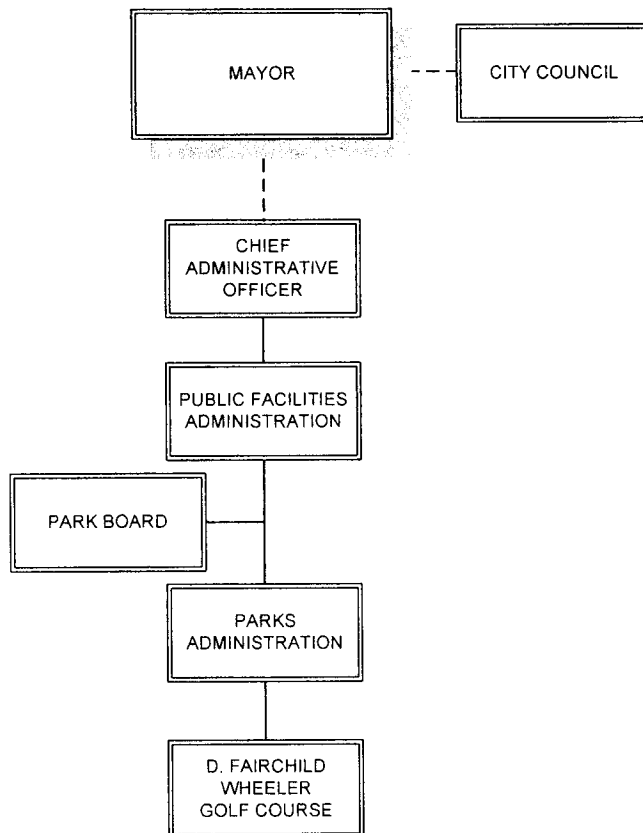 MAYOR
CITY COUNCIL
CHIEF
ADMINISTRATIVE
OFFICER
PUBLIC FACILITIES
ADMINISTRATION
PARK BOARD
PARKS
ADMINISTRATION
D. FAIRCHILD
WHEELER
GOLF COURSE